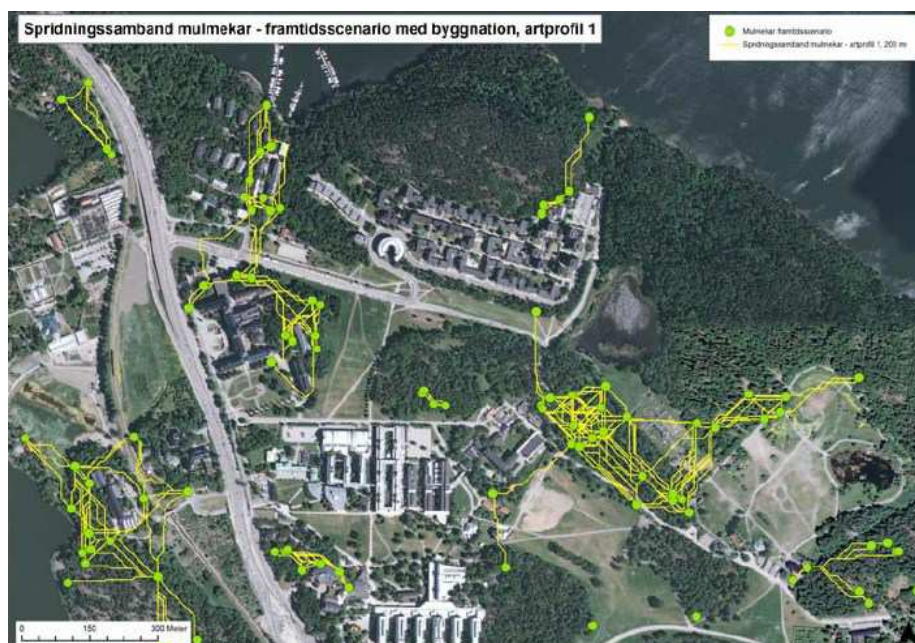 Spridningssamband mulmekar - framtidsscenario med byggnation, artprofil 1
Mulmekar framtidsscenario
Spridningssamband mulmekar - artprofil 1, 200 m
0 150 300 Meter